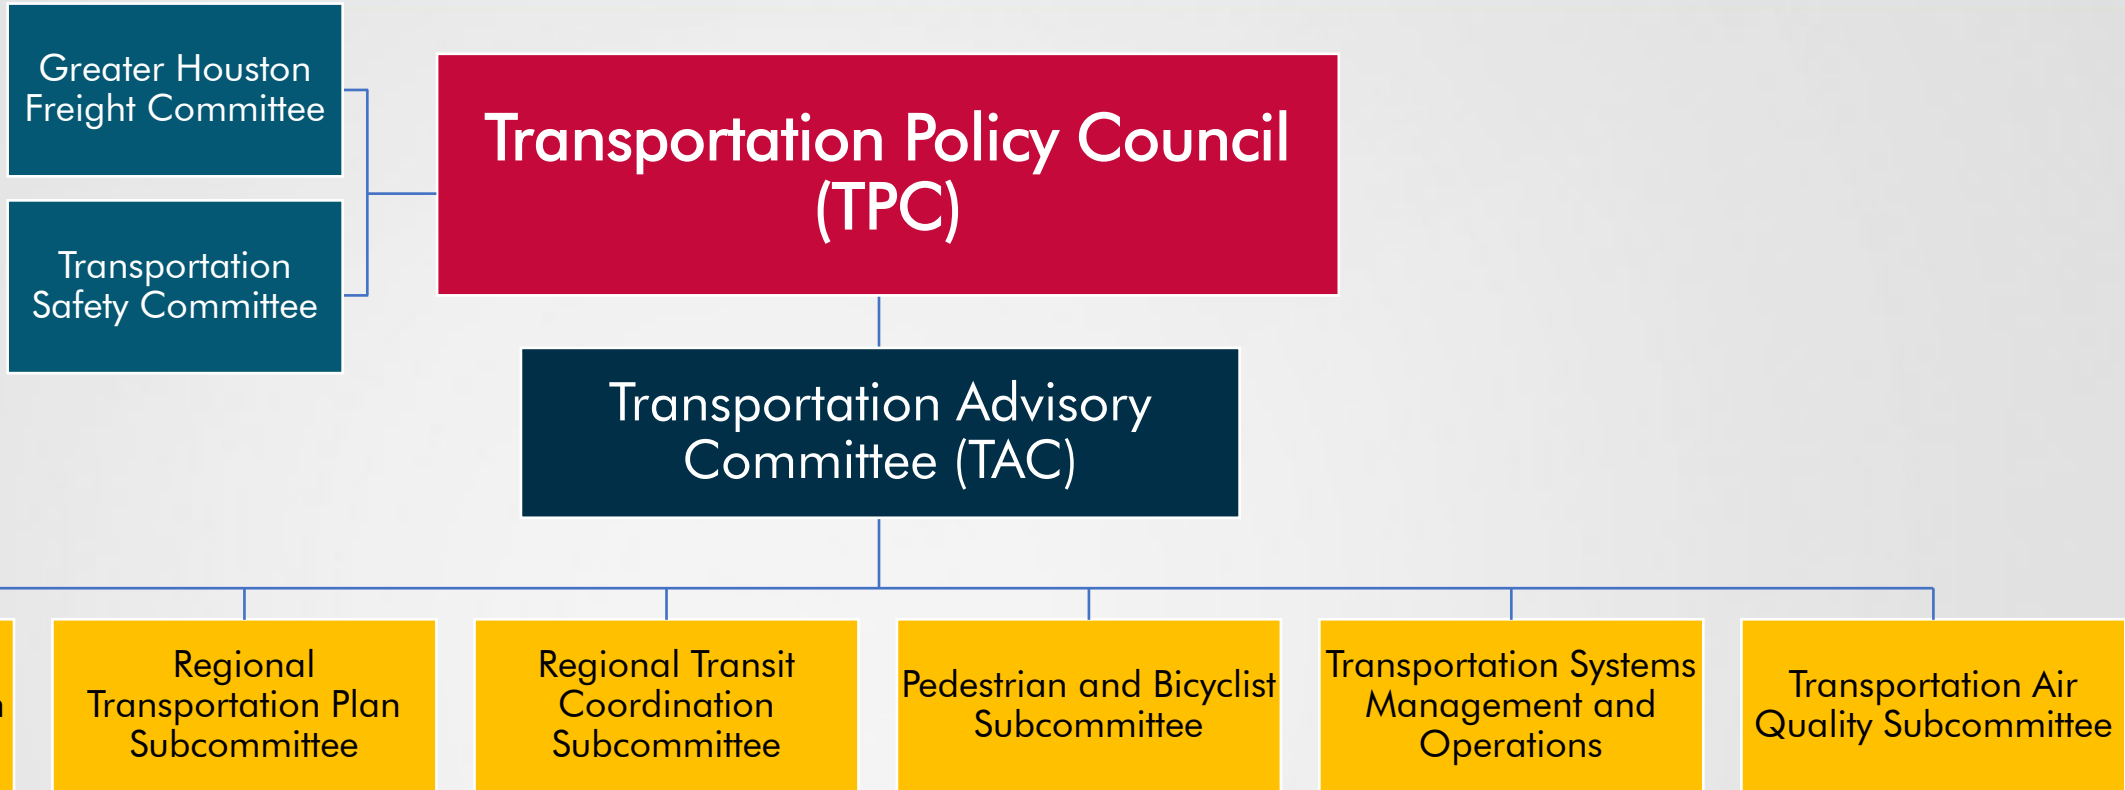 Greater Houston
Freight Committee
Transportation Policy Council
(TPC)
Transportation
Safety Committee
Transportation Advisory
Committee (TAC)
Regional
Transportation Plan
Subcommittee
Regional Transit
Coordination
Subcommittee
Pedestrian and Bicyclist
Subcommittee
Transportation Systems
Management and
Operations
Transportation Air
Quality Subcommittee